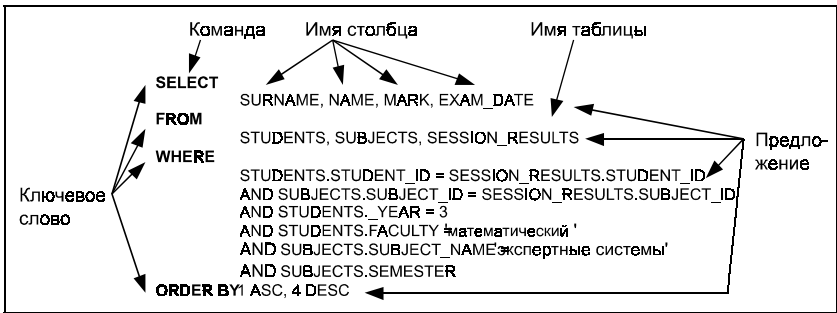 Команда Имя столбца Имя таблицы
SELECT
SURNAME, NAME, MARK, EXAM_DATE
FROM
STUDENTS, SUBJECTS, SESSION_RESULTS
Предло-
жение
WHERE
STUDENTS.STUDENT_ID = SESSION_RESULTS.STUDENT_ID
Ключевое
слово
AND SUBJECTS.SUBJECT_ID = SESSION_RESULTS.SUBJECT_ID
AND STUDENTS._YEAR = 3
AND STUDENTS.FACULTY ='математический '
AND SUBJECTS.SUBJECT_NAME ='экспертные системы'
AND SUBJECTS.SEMESTER
ORDER BY 1 ASC, 4 DESC